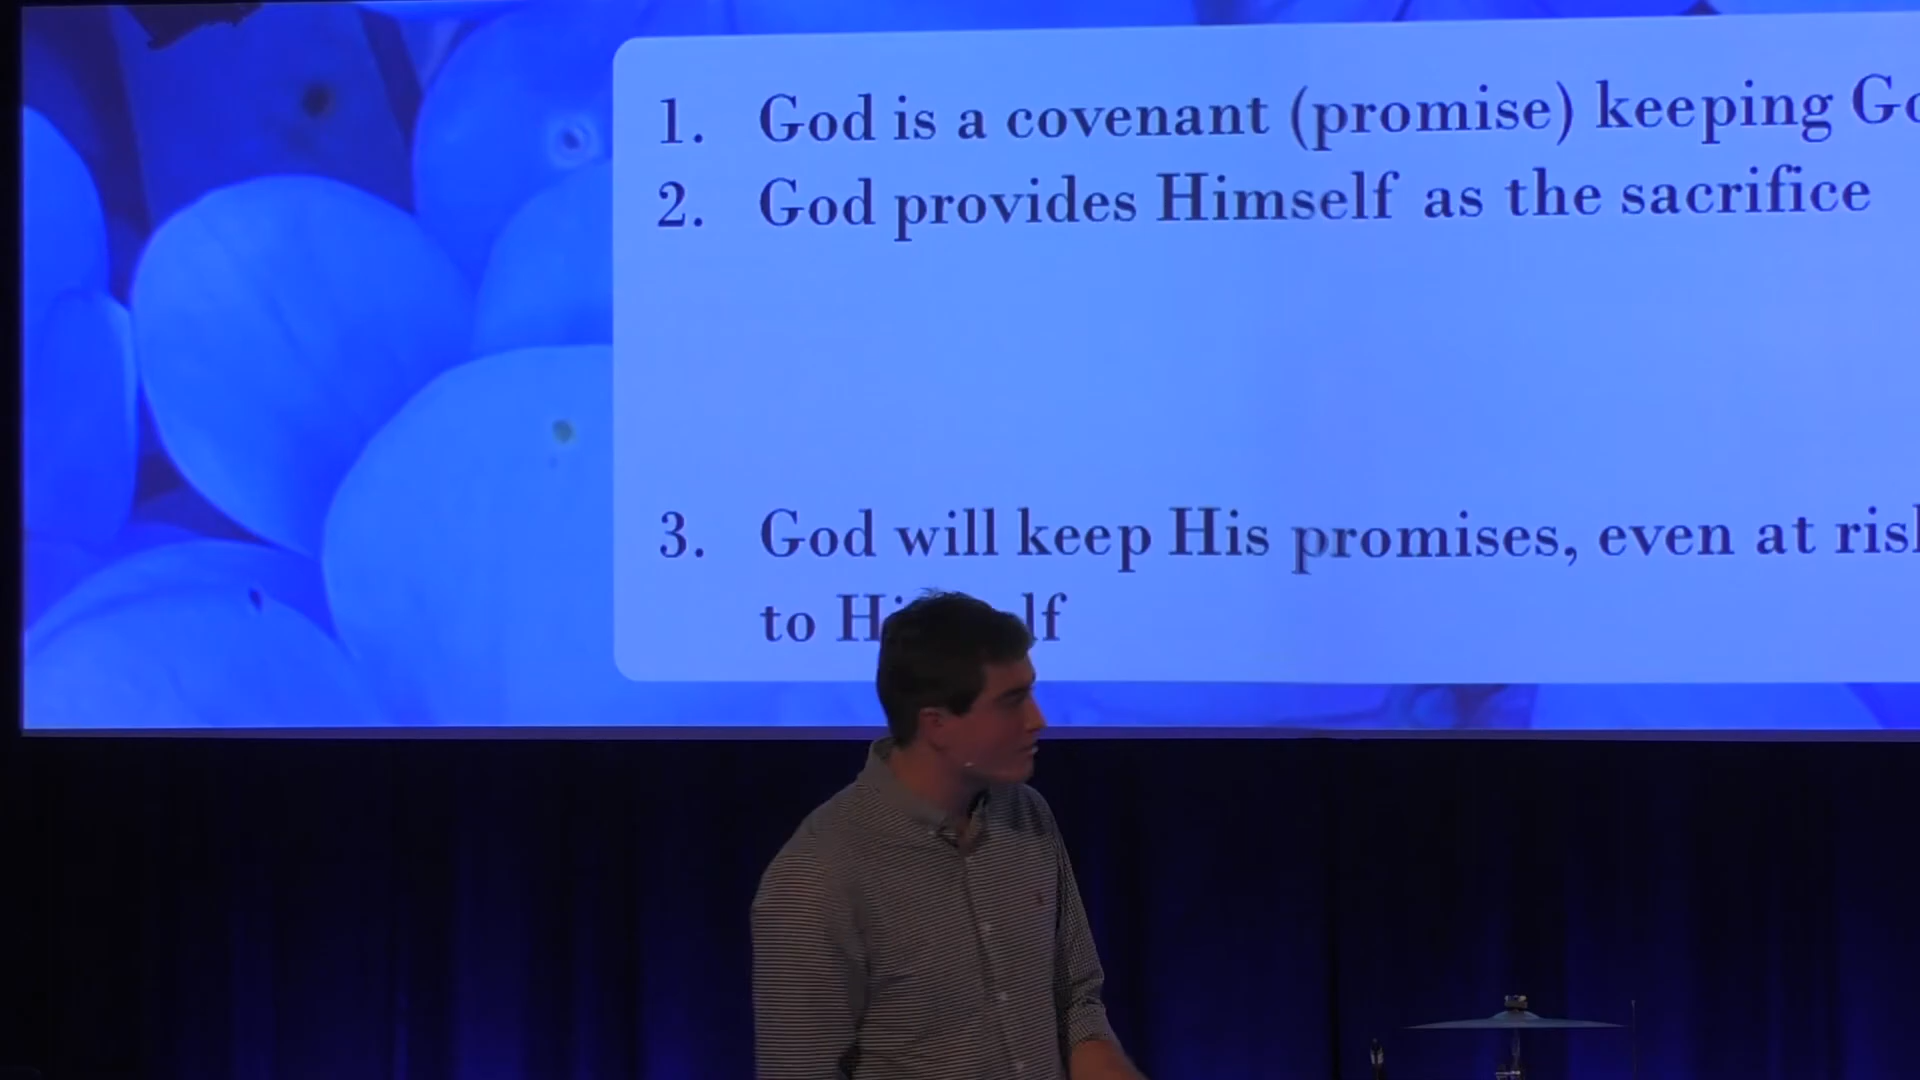 1. God is a covenant (promise) keeping
2. God provides Himself as the sacrifice
3. God will keep His promises, even at
to